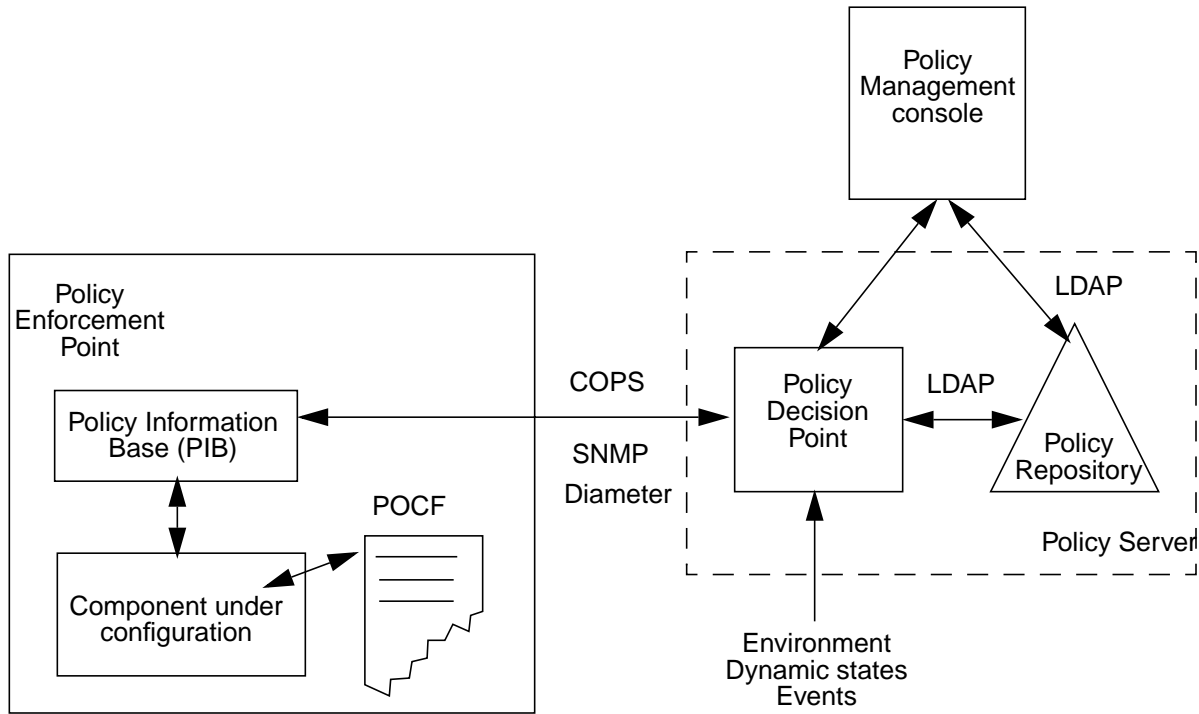 Policy
Management
console
Policy
Enforcement
Point
Policy Information
Base (PIB)
POCF
Component under
configuration
COPS
SNMP
Diameter
LDAP
Policy
Decision
Point
LDAP
Policy
Repository
Policy Server
Environment
Dynamic states
Events